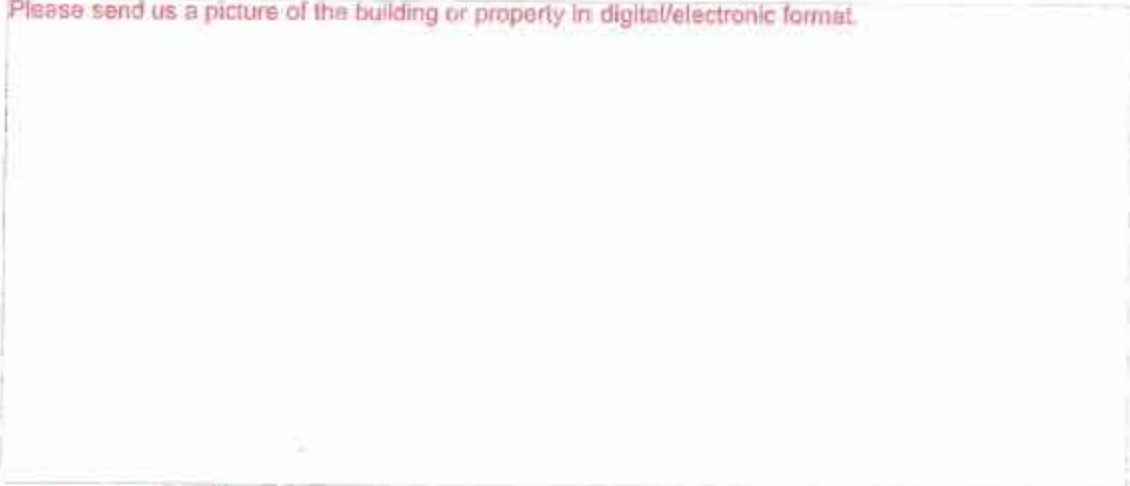 Please send us a picture of the building or property in digital/electronic format.